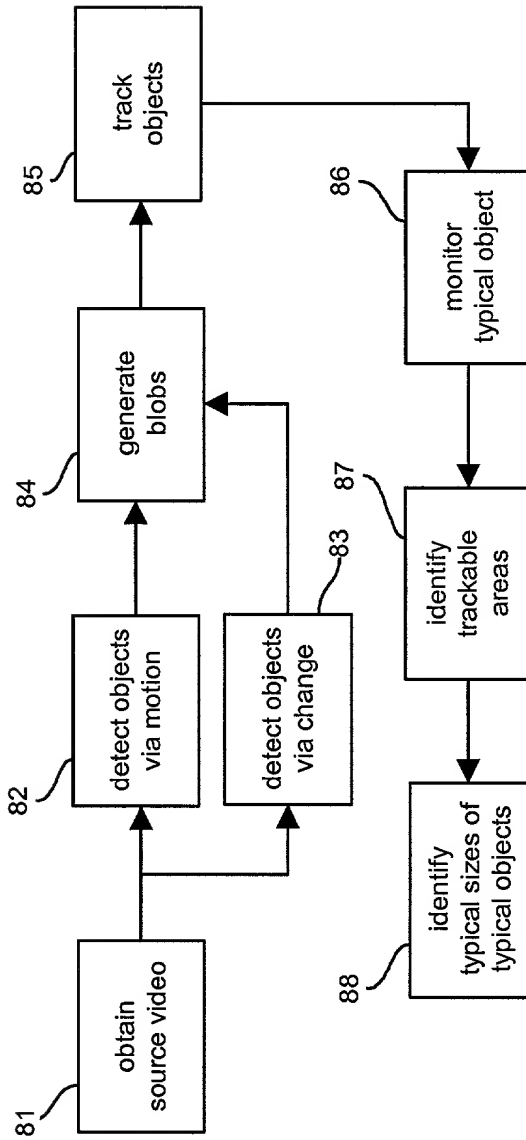 81
obtain
source video
82
detect objects
via motion
83
detect objects
via change
84
generate
blobs
85
track
objects
86
monitor
typical object
87
identify
trackable
areas
88
identify
typical sizes of
typical objects